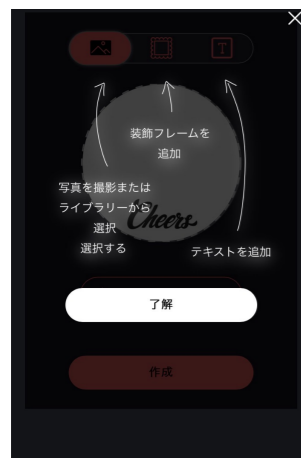 T
装飾フレームを
追加
写真を撮影または
ライブラリーから
選択
選択する
Cheers
テキストを追加
了解
作成